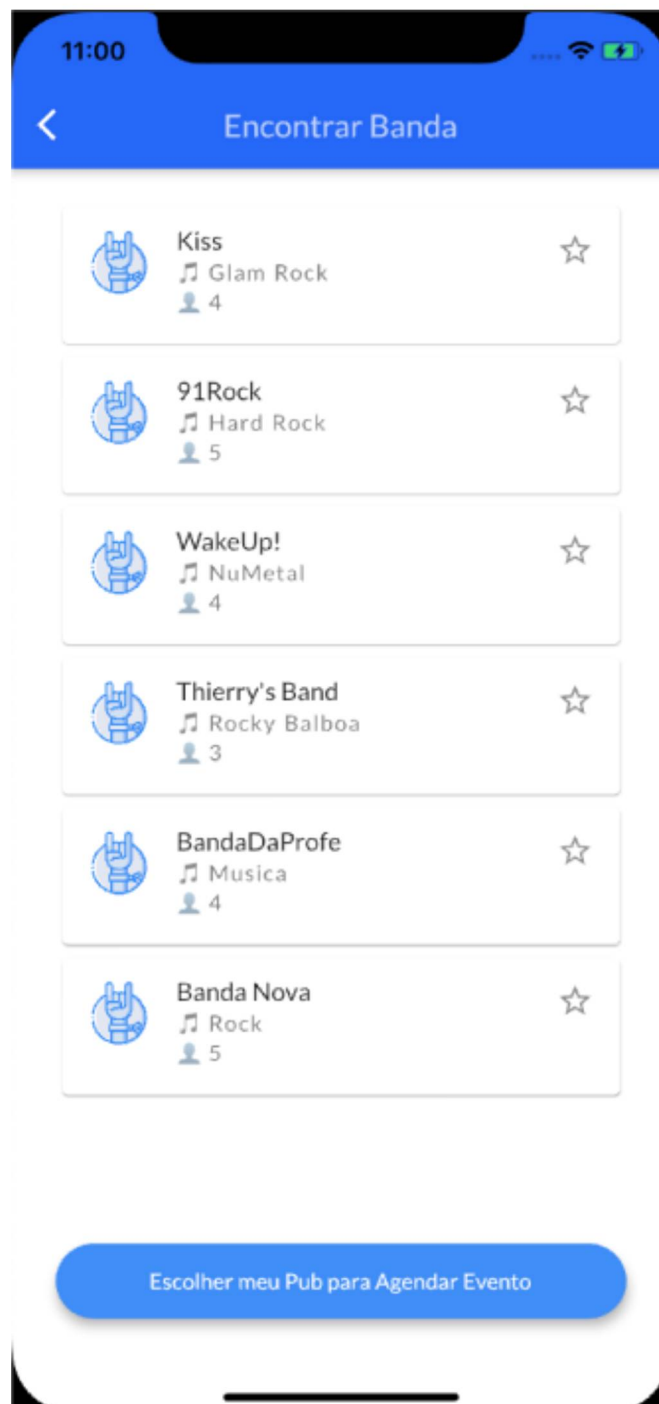 11:00
Encontrar Banda
Kiss
Glam Rock
4
91Rock
Hard Rock
5
WakeUp!
NuMetal
4
Thierry's Band
Rocky Balboa
3
BandaDaProfe
Musica
4
Banda Nova
Rock
5
Escolher meu Pub para Agendar Evento